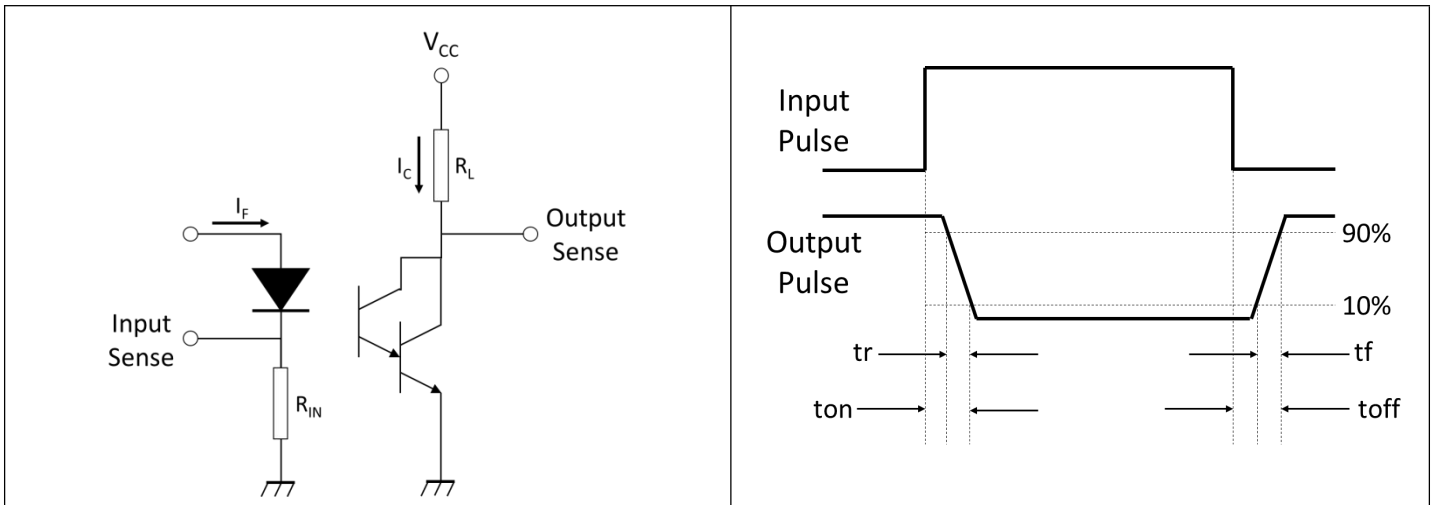 V_CC
I_C
R_L
I_F
Output
Sense
Input
Sense
R_IN
Input
Pulse
Output
Pulse
90%
10%
tr
tf
ton
toff